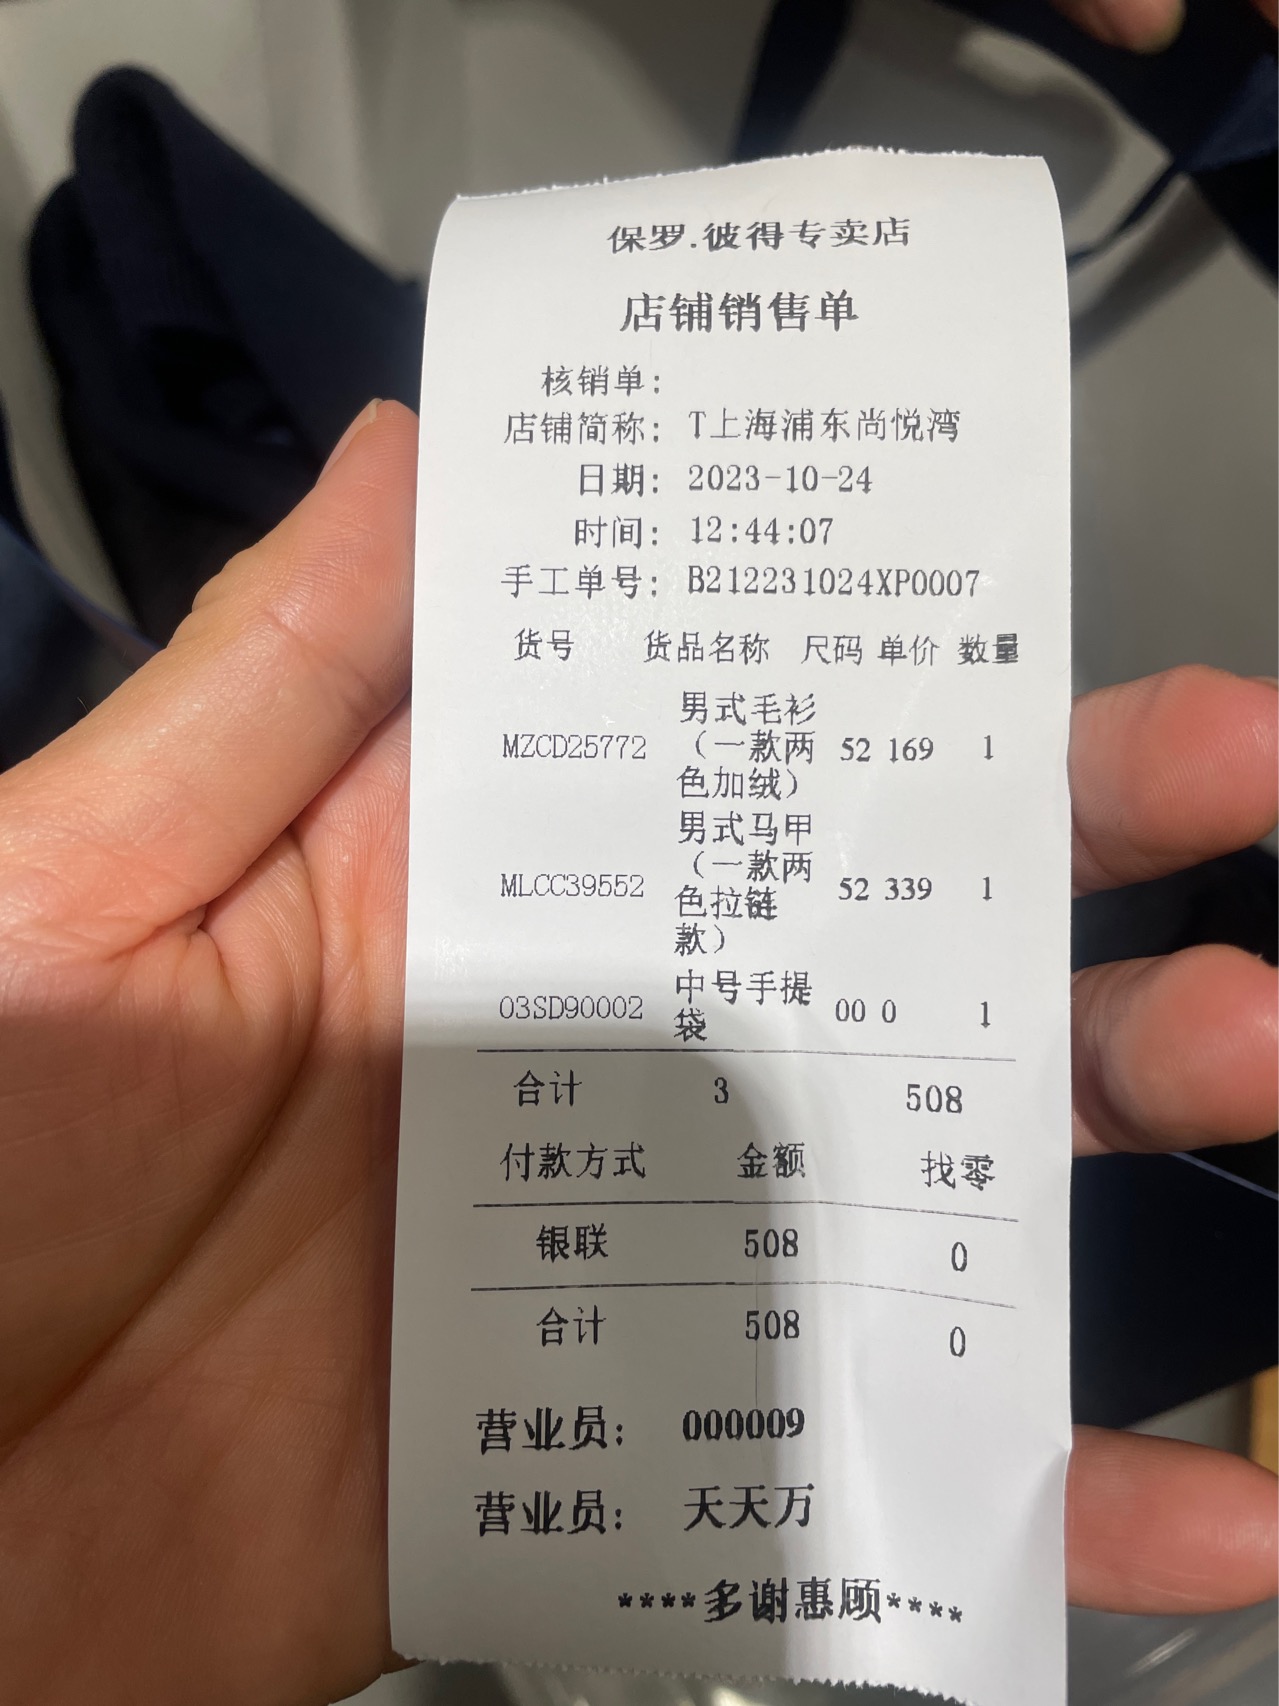 保罗.彼得专卖店
店铺销售单
核销单:
店铺简称: T上海浦东尚悦湾
日期: 2023-10-24
时间: 12:44:07
手工单号: B212231024XP0007
货号 货品名称 尺码 单价 数量
男式毛衫
MZCD25772 （一款两 52 169 1
色加绒）
男式马甲
（一款两
MLCC39552 色拉链 52 339 1
款）
中号手提
03SD90002 袋 00 0 1
合计 3 508
付款方式 金额 找零
银联 508 0
合计 508 0
营业员: 000009
营业员: 天天万
****多谢惠顾****